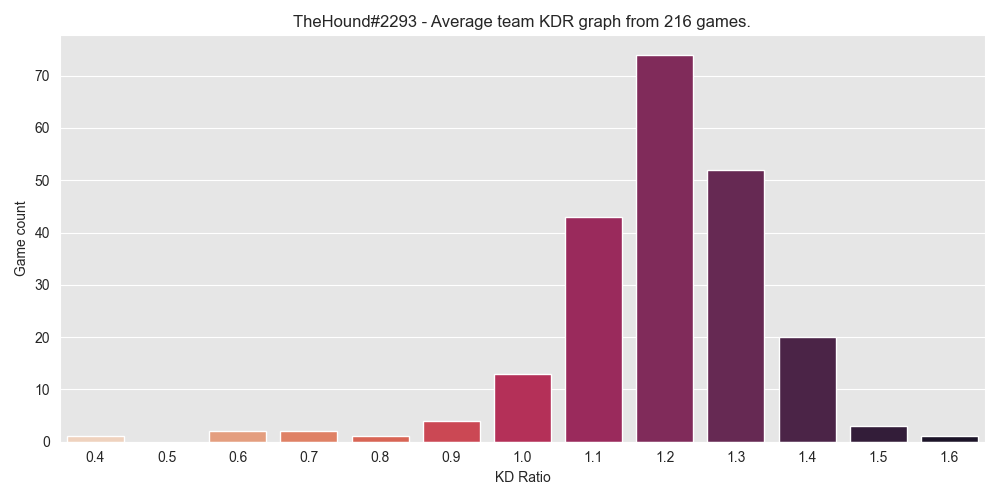 TheHound#2293 - Average team KDR graph from 216 games.
Game count
70
60
50
40
30
20
10
0
0.4 0.5 0.6 0.7 0.8 0.9 1.0 1.1 1.2 1.3 1.4 1.5 1.6
KD Ratio